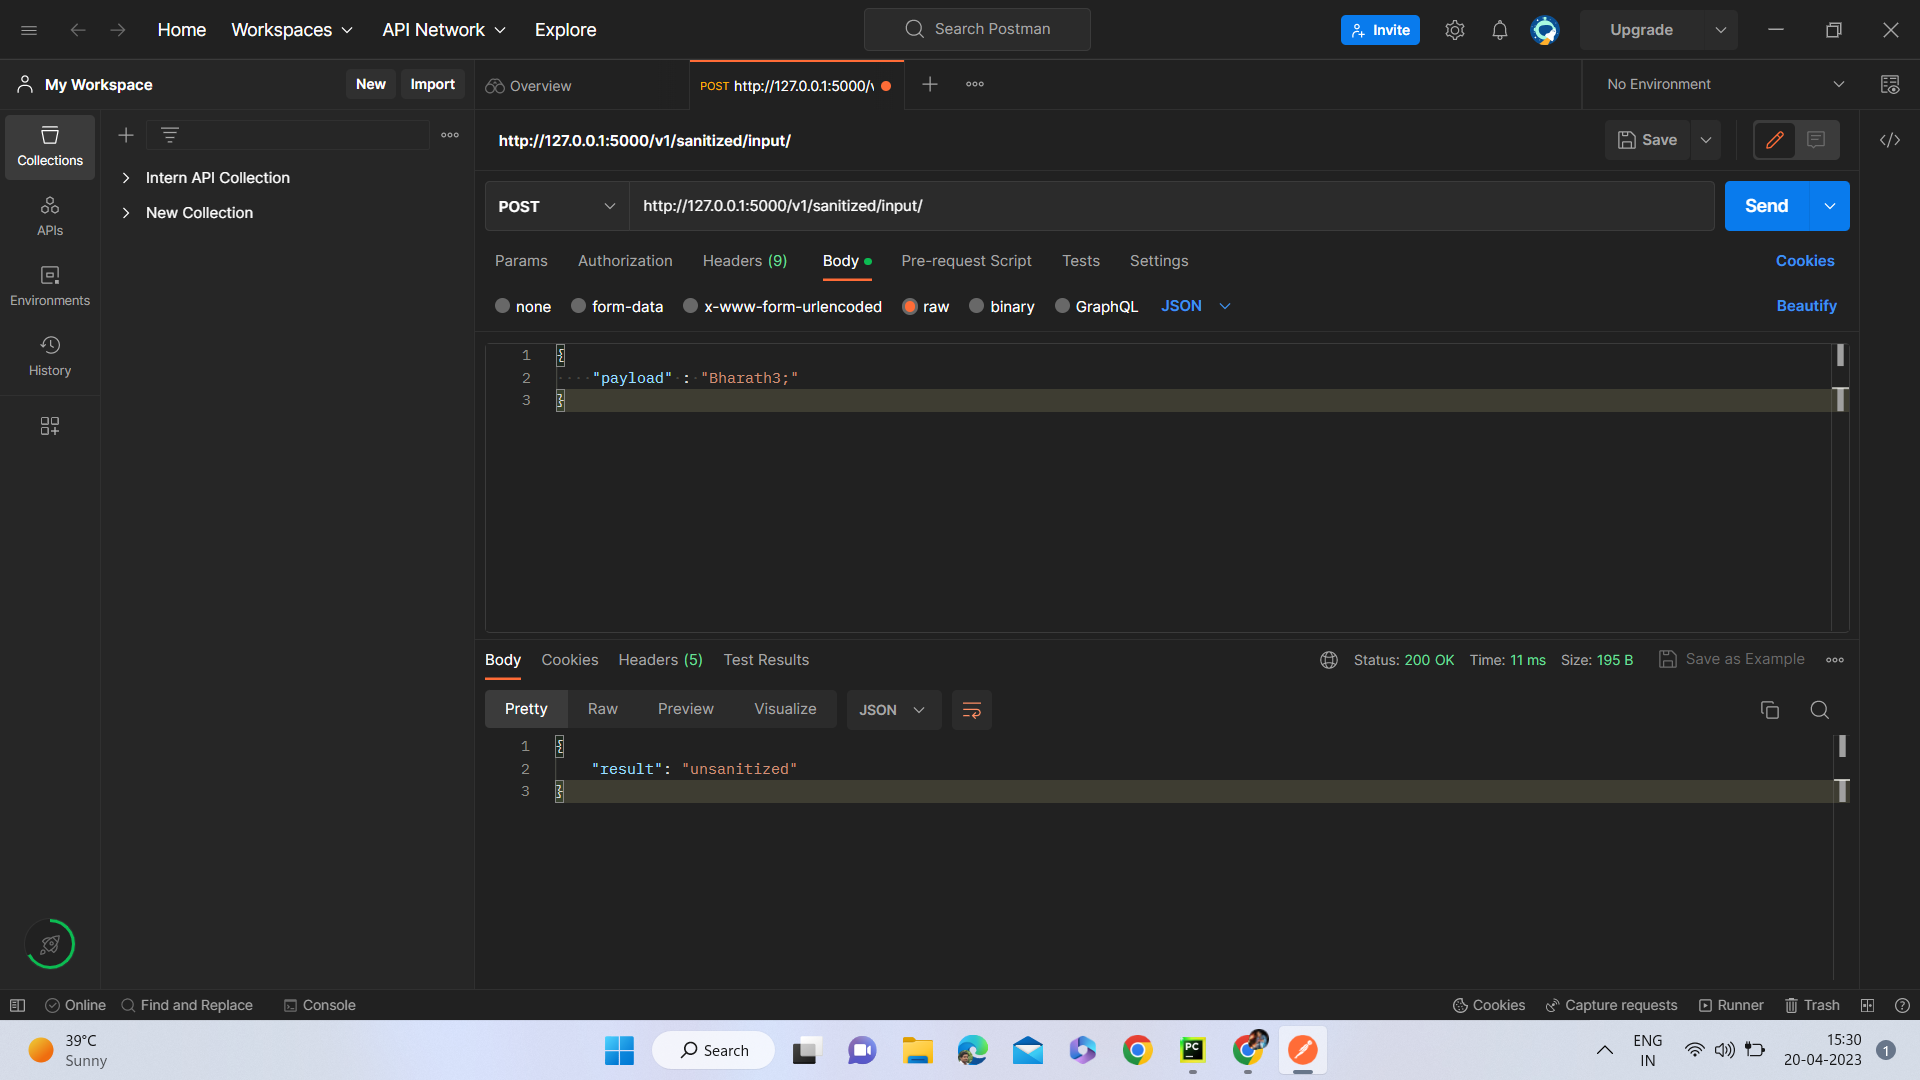 Home Workspaces API Network Explore Search Postman Invite Upgrade
My Workspace New Import Overview POST http://127.0.0.1:5000/v No Environment
http://127.0.0.1:5000/v1/sanitized/input/ Save
Collections
Intern API Collection
New Collection
APIs
Environments
History
POST http://127.0.0.1:5000/v1/sanitized/input/ Send
Params Authorization Headers (9) Body Pre-request Script Tests Settings Cookies
none form-data x-www-form-urlencoded raw binary GraphQL JSON Beautify
1 {
2 "payload" : "Bharath3;"
3 }
Body Cookies Headers (5) Test Results Status: 200 OK Time: 11 ms Size: 195 B Save as Example
Pretty Raw Preview Visualize JSON
1 {
2 "result": "unsanitized"
3 }
Online Find and Replace Console Cookies Capture requests Runner Trash
39°C
Sunny
Search
PC
ENG
IN
15:30
20-04-2023
1